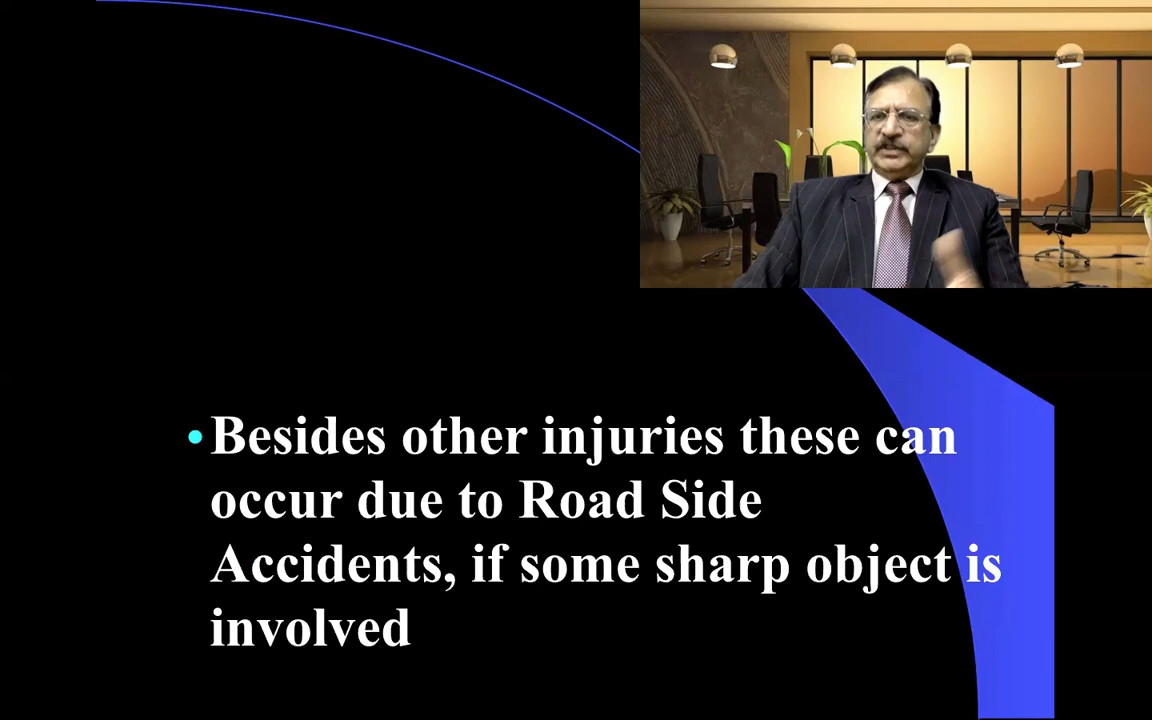 •Besides other injuries these can
occur due to Road Side
Accidents, if some sharp object is
involved